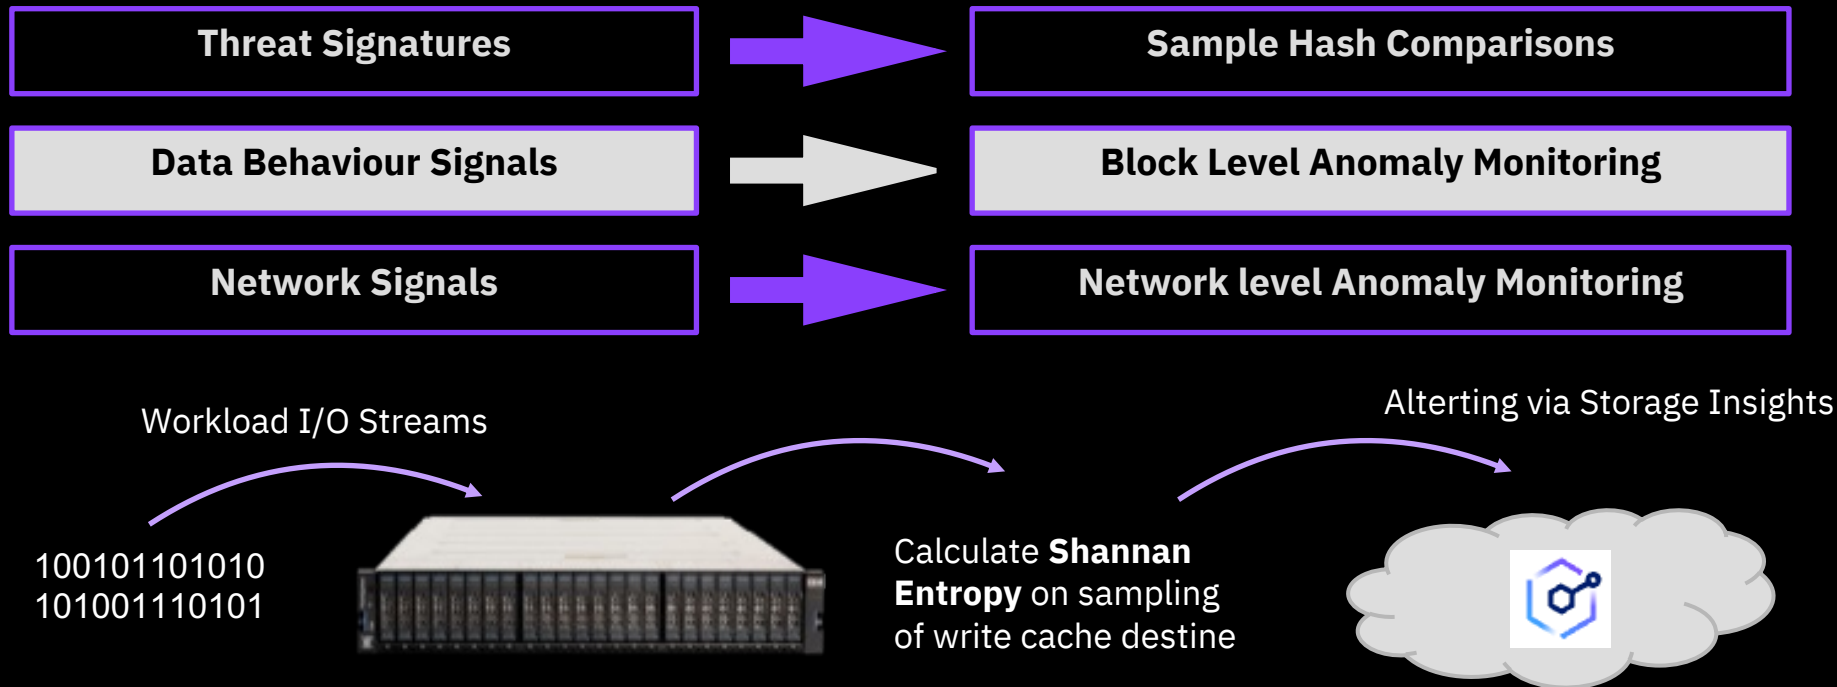 Threat Signatures
Sample Hash Comparisons
Data Behaviour Signals
Block Level Anomaly Monitoring
Network Signals
Network level Anomaly Monitoring
Workload I/O Streams
Alterting via Storage Insights
100101101010
101001110101
Calculate Shannan
Entropy on sampling
of write cache destine